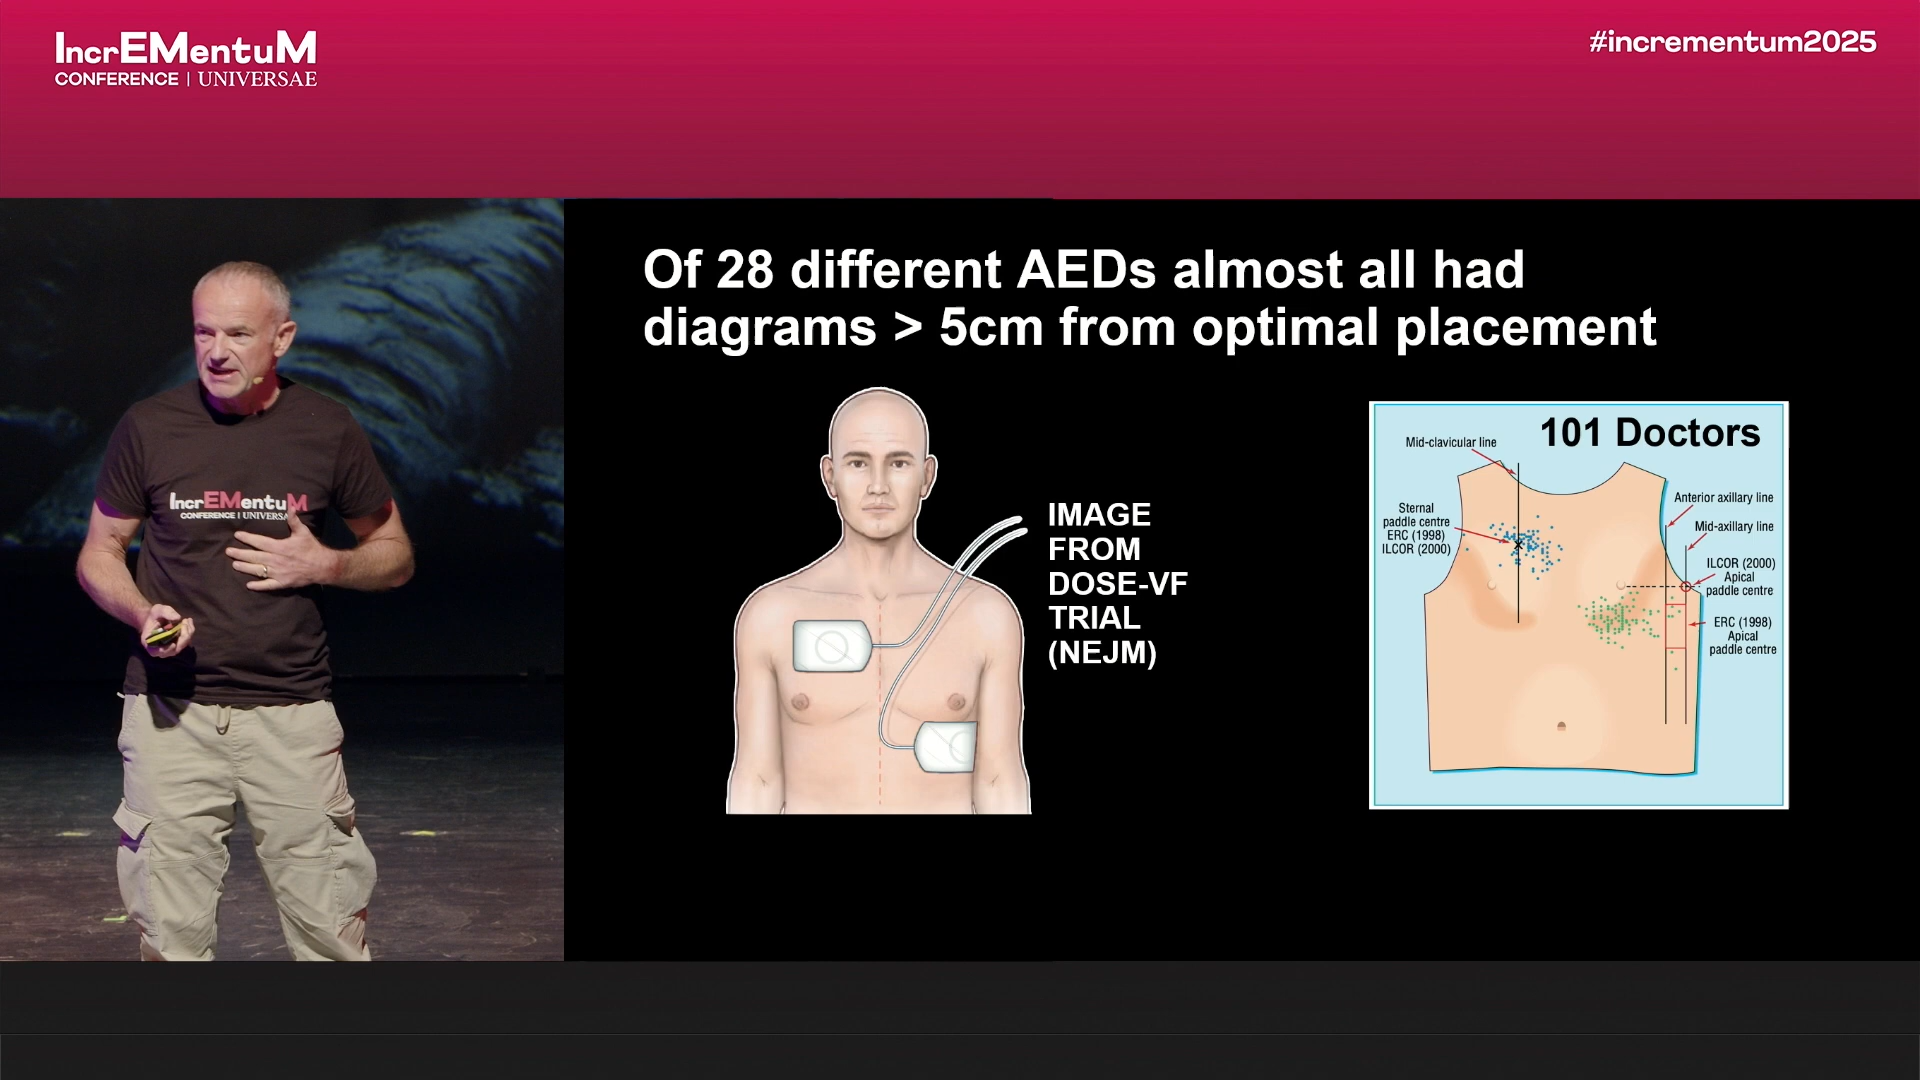 IncrEMentuM
CONFERENCE | UNIVERSAE
#incrementum2025
Of 28 different AEDs almost all had
diagrams > 5cm from optimal placement
IncrEMentuM
CONFERENCE | UNIVERSA
IMAGE
FROM
DOSE-VF
TRIAL
(NEJM)
101 Doctors
Mid-clavicular line
Sternal
paddle centre
ERC (1998)
ILCOR (2000)
Anterior axillary line
Mid-axillary line
ILCOR (2000)
Apical
paddle centre
ERC (1998)
Apical
paddle centre